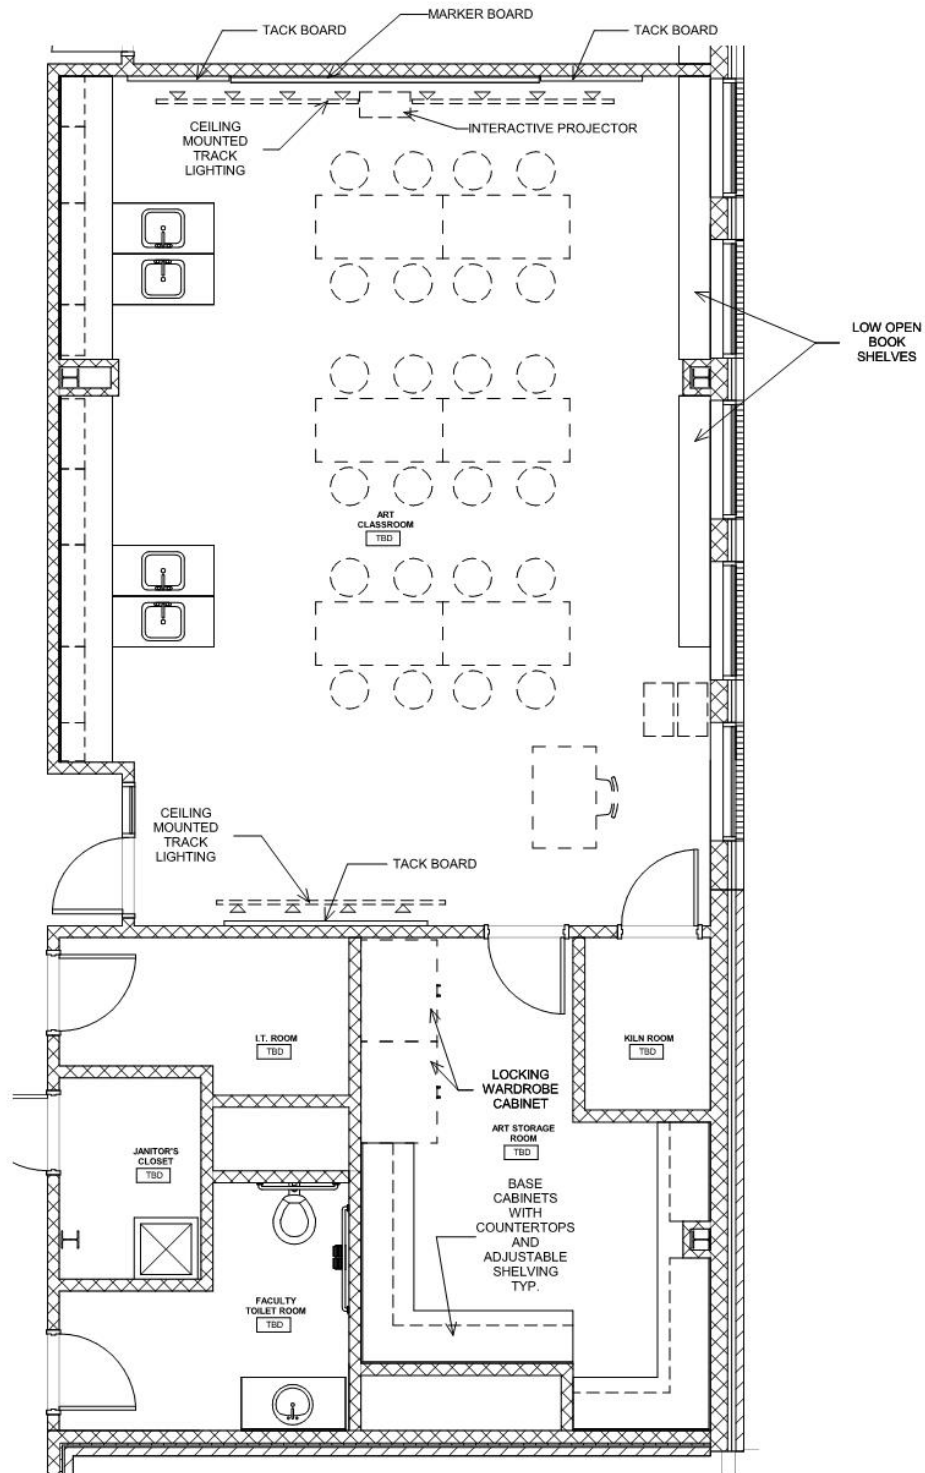 MARKER BOARD
TACK BOARD
TACK BOARD
CEILING
MOUNTED
TRACK
LIGHTING
INTERACTIVE PROJECTOR
LOW OPEN
BOOK
SHELVES
ART
CLASSROOM
TBD
CEILING
MOUNTED
TRACK
LIGHTING
TACK BOARD
I.T. ROOM
TBD
KILN ROOM
TBD
LOCKING
WARDROBE
CABINET
ART STORAGE
ROOM
TBD
JANITOR'S
CLOSET
TBD
BASE
CABINETS
WITH
COUNTERTOPS
AND
ADJUSTABLE
SHELVING
TYP.
FACULTY
TOILET ROOM
TBD